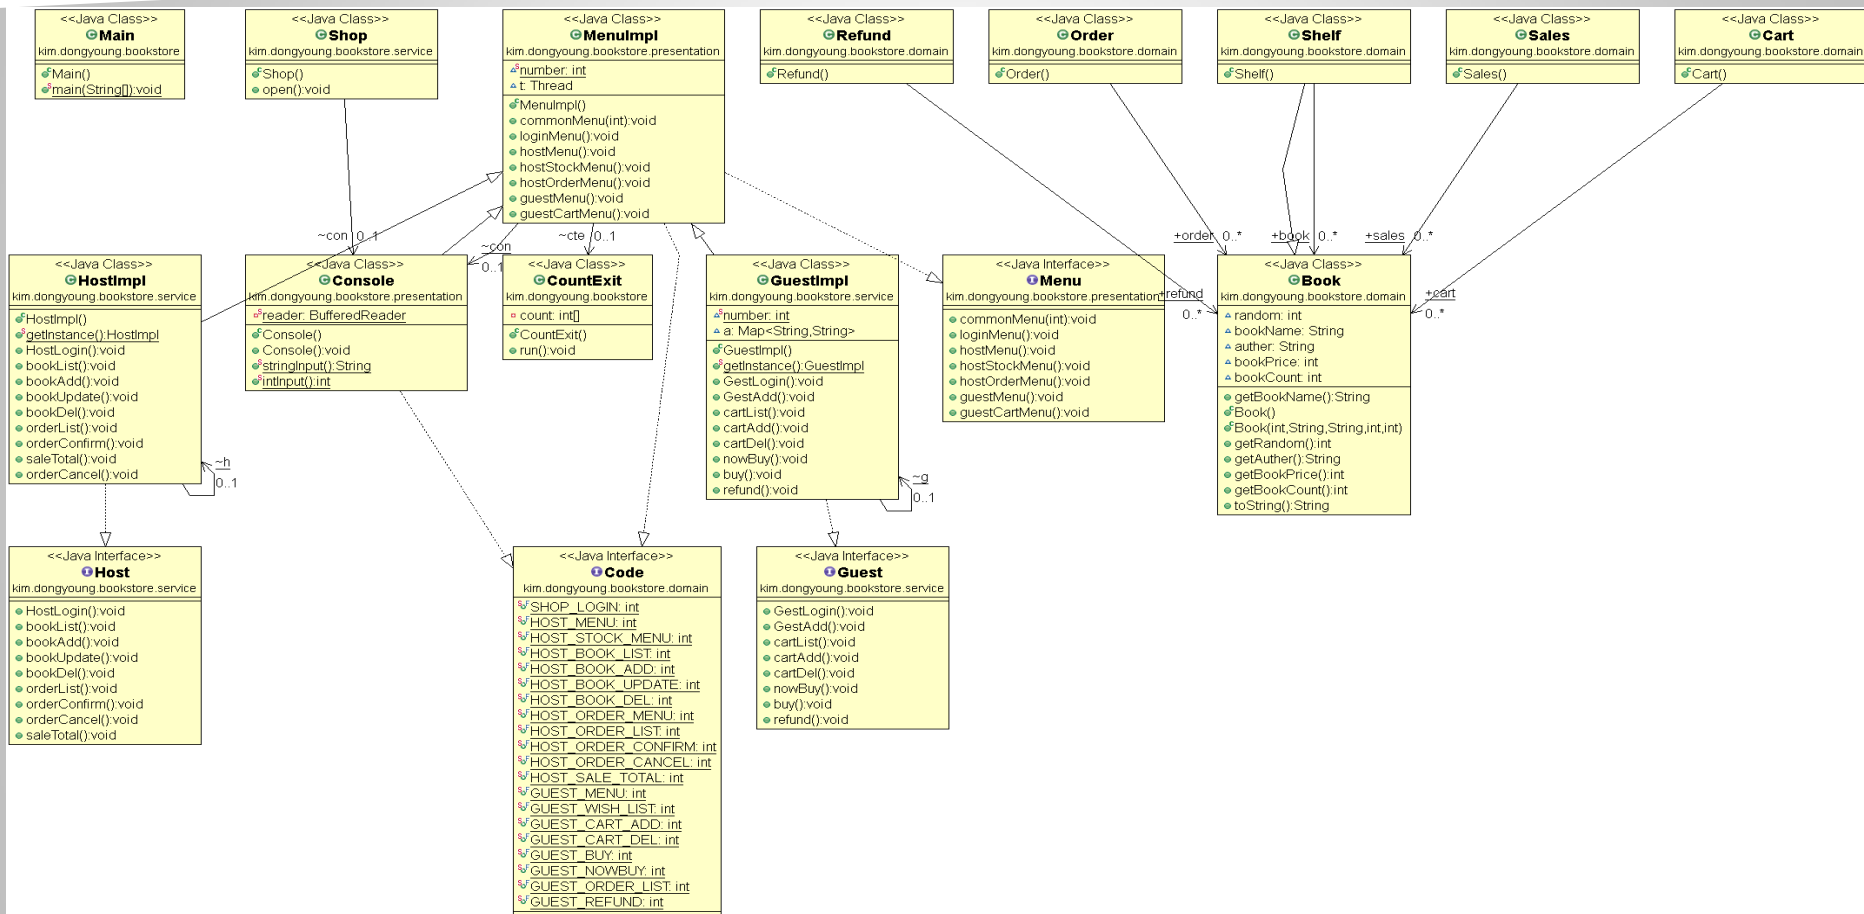 <<Java Class>>
Main
kim.dongyoung.bookstore
Main()
main(String[]):void
<<Java Class>>
Shop
kim.dongyoung.bookstore.service
Shop()
open():void
<<Java Class>>
MenuImpl
kim.dongyoung.bookstore.presentation
number: int
t: Thread
MenuImpl()
commonMenu(int):void
loginMenu():void
hostMenu():void
hostStockMenu():void
hostOrderMenu():void
guestMenu():void
guestCartMenu():void
<<Java Class>>
Refund
kim.dongyoung.bookstore.domain
Refund()
<<Java Class>>
Order
kim.dongyoung.bookstore.domain
Order()
<<Java Class>>
Shelf
kim.dongyoung.bookstore.domain
Shelf()
<<Java Class>>
Sales
kim.dongyoung.bookstore.domain
Sales()
<<Java Class>>
Cart
kim.dongyoung.bookstore.domain
Cart()
~con 0..1
~con
0..1
~cte 0..1
+order 0..*
+book 0..*
+sales 0..*
+refund
0..*
+cart
0..*
<<Java Class>>
HostImpl
kim.dongyoung.bookstore.service
HostImpl()
getInstance():HostImpl
HostLogin():void
bookList():void
bookAdd():void
bookUpdate():void
bookDel():void
orderList():void
orderConfirm():void
saleTotal():void
orderCancel():void
~h
0..1
<<Java Class>>
Console
kim.dongyoung.bookstore.presentation
reader: BufferedReader
Console()
Console():void
stringInput():String
intInput():int
<<Java Class>>
CountExit
kim.dongyoung.bookstore
count: int[]
CountExit()
run():void
<<Java Class>>
GuestImpl
kim.dongyoung.bookstore.service
number: int
a: Map<String,String>
GuestImpl()
getInstance():GuestImpl
GestLogin():void
GestAdd():void
cartList():void
cartAdd():void
cartDel():void
nowBuy():void
buy():void
refund():void
~g
0..1
<<Java Interface>>
Menu
kim.dongyoung.bookstore.presentation
commonMenu(int):void
loginMenu():void
hostMenu():void
hostStockMenu():void
hostOrderMenu():void
guestMenu():void
guestCartMenu():void
<<Java Class>>
Book
kim.dongyoung.bookstore.domain
random: int
bookName: String
auther: String
bookPrice: int
bookCount: int
getBookName():String
Book()
Book(int,String,String,int,int)
getRandom():int
getAuther():String
getBookPrice():int
getBookCount():int
toString():String
<<Java Interface>>
Host
kim.dongyoung.bookstore.service
HostLogin():void
bookList():void
bookAdd():void
bookUpdate():void
bookDel():void
orderList():void
orderConfirm():void
orderCancel():void
saleTotal():void
<<Java Interface>>
Code
kim.dongyoung.bookstore.domain
SHOP_LOGIN: int
HOST_MENU: int
HOST_STOCK_MENU: int
HOST_BOOK_LIST: int
HOST_BOOK_ADD: int
HOST_BOOK_UPDATE: int
HOST_BOOK_DEL: int
HOST_ORDER_MENU: int
HOST_ORDER_LIST: int
HOST_ORDER_CONFIRM: int
HOST_ORDER_CANCEL: int
HOST_SALE_TOTAL: int
GUEST_MENU: int
GUEST_WISH_LIST: int
GUEST_CART_ADD: int
GUEST_CART_DEL: int
GUEST_BUY: int
GUEST_NOWBUY: int
GUEST_ORDER_LIST: int
GUEST_REFUND: int
<<Java Interface>>
Guest
kim.dongyoung.bookstore.service
GestLogin():void
GestAdd():void
cartList():void
cartAdd():void
cartDel():void
nowBuy():void
buy():void
refund():void